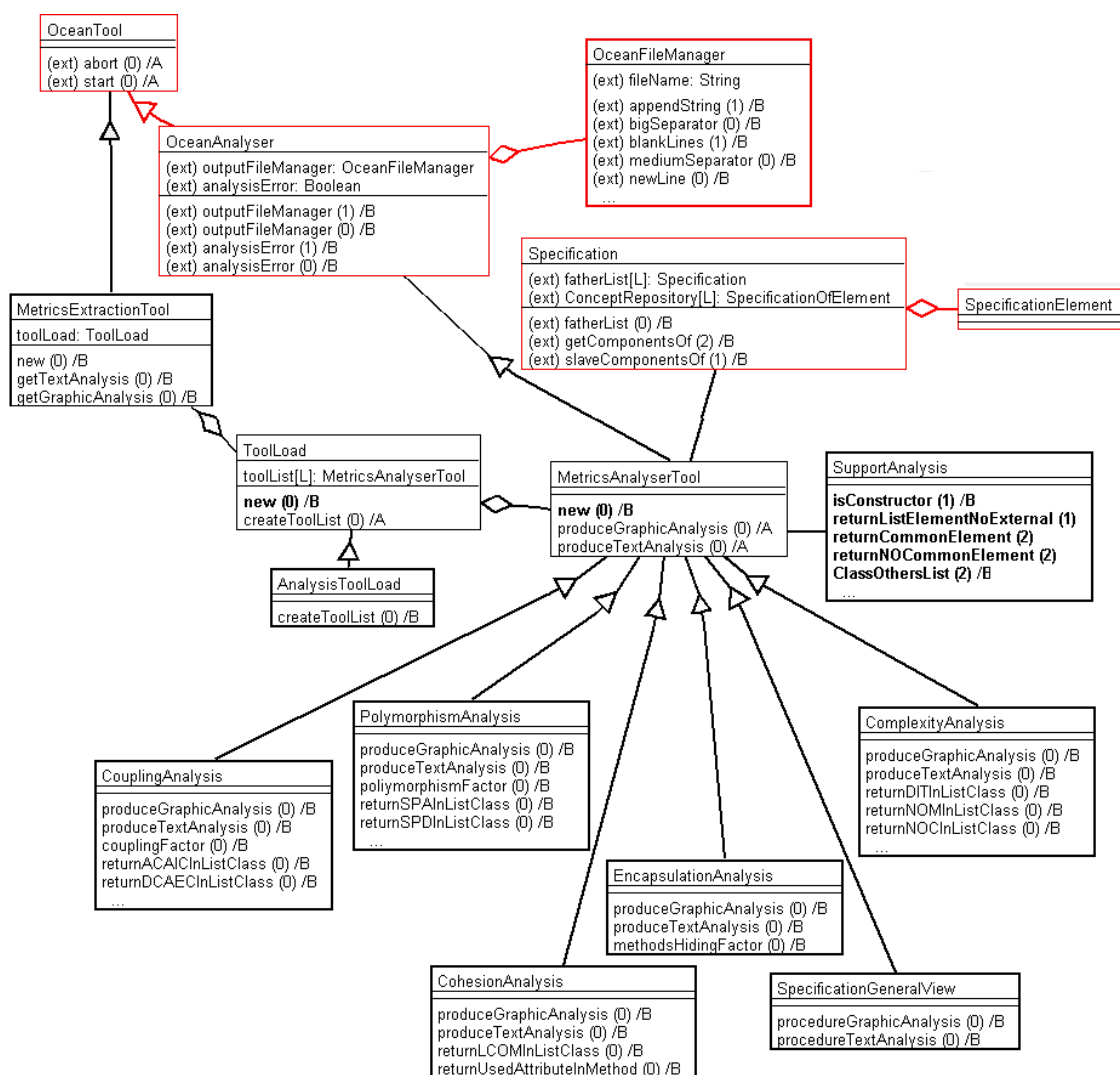 OceanTool
(ext) abort (0) /A
(ext) start (0) /A
OceanFileManager
(ext) fileName: String
(ext) appendString (1) /B
(ext) bigSeparator (0) /B
(ext) blankLines (1) /B
(ext) mediumSeparator (0) /B
(ext) newLine (0) /B
...
OceanAnalyser
(ext) outputFileManager: OceanFileManager
(ext) analysisError: Boolean
(ext) outputFileManager (1) /B
(ext) outputFileManager (0) /B
(ext) analysisError (1) /B
(ext) analysisError (0) /B
Specification
(ext) fatherList[L]: Specification
(ext) ConceptRepository[L]: SpecificationOfElement
(ext) fatherList (0) /B
(ext) getComponentsOf (2) /B
(ext) slaveComponentsOf (1) /B
SpecificationElement
MetricsExtractionTool
toolLoad: ToolLoad
new (0) /B
getTextAnalysis (0) /B
getGraphicAnalysis (0) /B
ToolLoad
toolList[L]: MetricsAnalyserTool
new (0) /B
createToolList (0) /A
MetricsAnalyserTool
new (0) /B
produceGraphicAnalysis (0) /A
produceTextAnalysis (0) /A
SupportAnalysis
isConstructor (1) /B
returnListElementNoExternal (1)
returnCommonElement (2)
returnNOCommonElement (2)
ClassOthersList (2) /B
...
AnalysisToolLoad
createToolList (0) /B
CouplingAnalysis
produceGraphicAnalysis (0) /B
produceTextAnalysis (0) /B
couplingFactor (0) /B
returnACAICInListClass (0) /B
returnDCAECInListClass (0) /B
...
PolymorphismAnalysis
produceGraphicAnalysis (0) /B
produceTextAnalysis (0) /B
poliymorphismFactor (0) /B
returnSPAInListClass (0) /B
returnSPDInListClass (0) /B
...
ComplexityAnalysis
produceGraphicAnalysis (0) /B
produceTextAnalysis (0) /B
returnDITInListClass (0) /B
returnNOMInListClass (0) /B
returnNOCInListClass (0) /B
...
EncapsulationAnalysis
produceGraphicAnalysis (0) /B
produceTextAnalysis (0) /B
methodsHidingFactor (0) /B
CohesionAnalysis
produceGraphicAnalysis (0) /B
produceTextAnalysis (0) /B
returnLCOMInListClass (0) /B
returnUsedAttributeInMethod (0) /B
SpecificationGeneralView
procedureGraphicAnalysis (0) /B
procedureTextAnalysis (0) /B